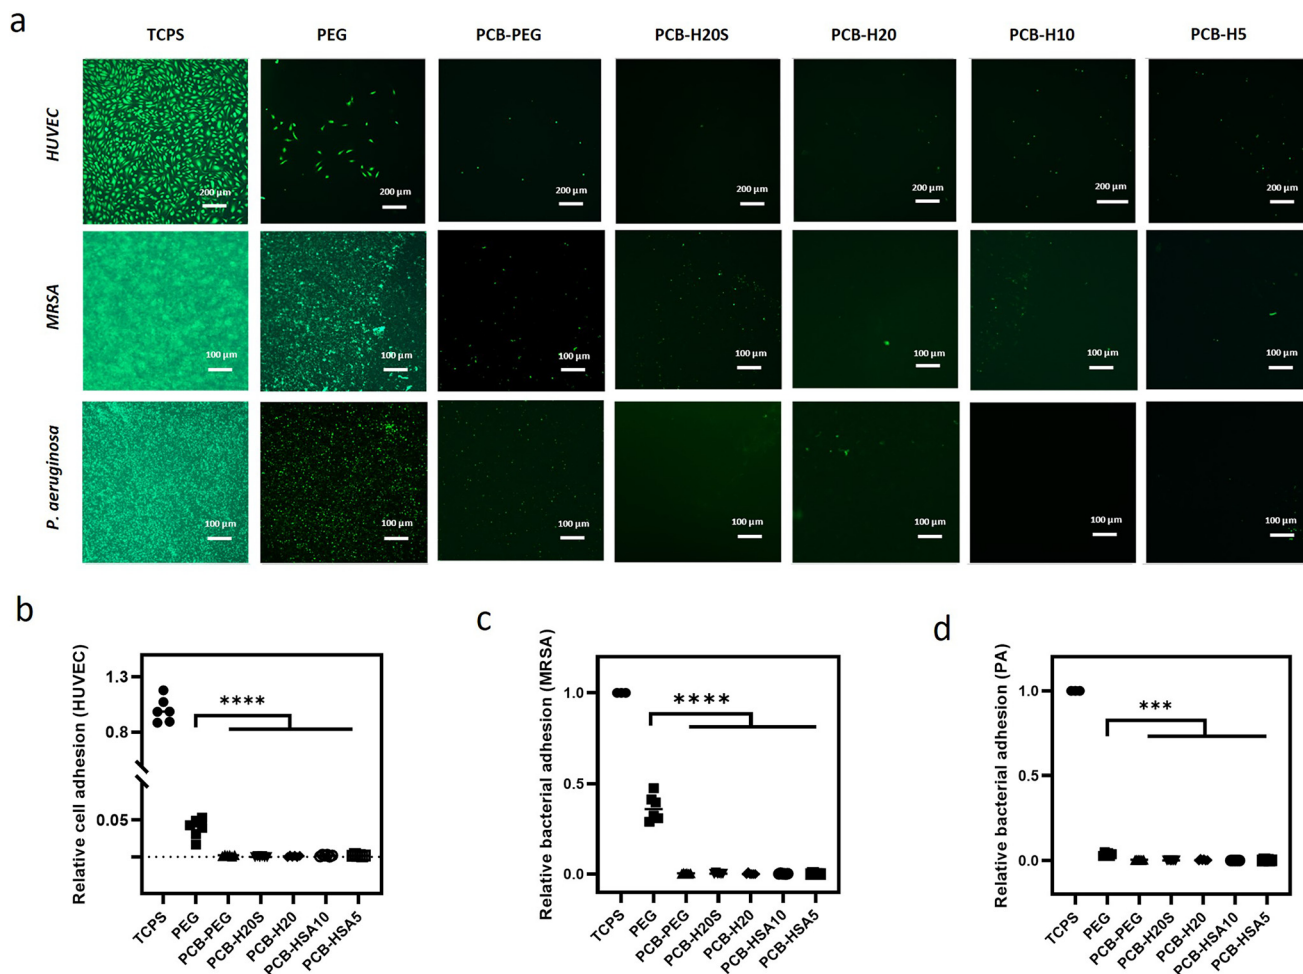 a
TCPS PEG PCB-PEG PCB-H20S PCB-H20 PCB-H10 PCB-H5
HUVEC
200 μm 200 μm 200 μm 200 μm 200 μm 200 μm 200 μm
MRSA
100 μm 100 μm 100 μm 100 μm 100 μm 100 μm 100 μm
P. aeruginosa
100 μm 100 μm 100 μm 100 μm 100 μm 100 μm 100 μm
b
Relative cell adhesion (HUVEC)
1.3
0.8
0.05
****
TCPS PEG PCB-PEG PCB-H20S PCB-H20 PCB-HSA10 PCB-HSA5
c
Relative bacterial adhesion (MRSA)
1.0
0.5
0.0
****
TCPS PEG PCB-PEG PCB-H20S PCB-H20 PCB-HSA10 PCB-HSA5
d
Relative bacterial adhesion (PA)
1.0
0.5
0.0
***
TCPS PEG PCB-PEG PCB-H20S PCB-H20 PCB-HSA10 PCB-HSA5